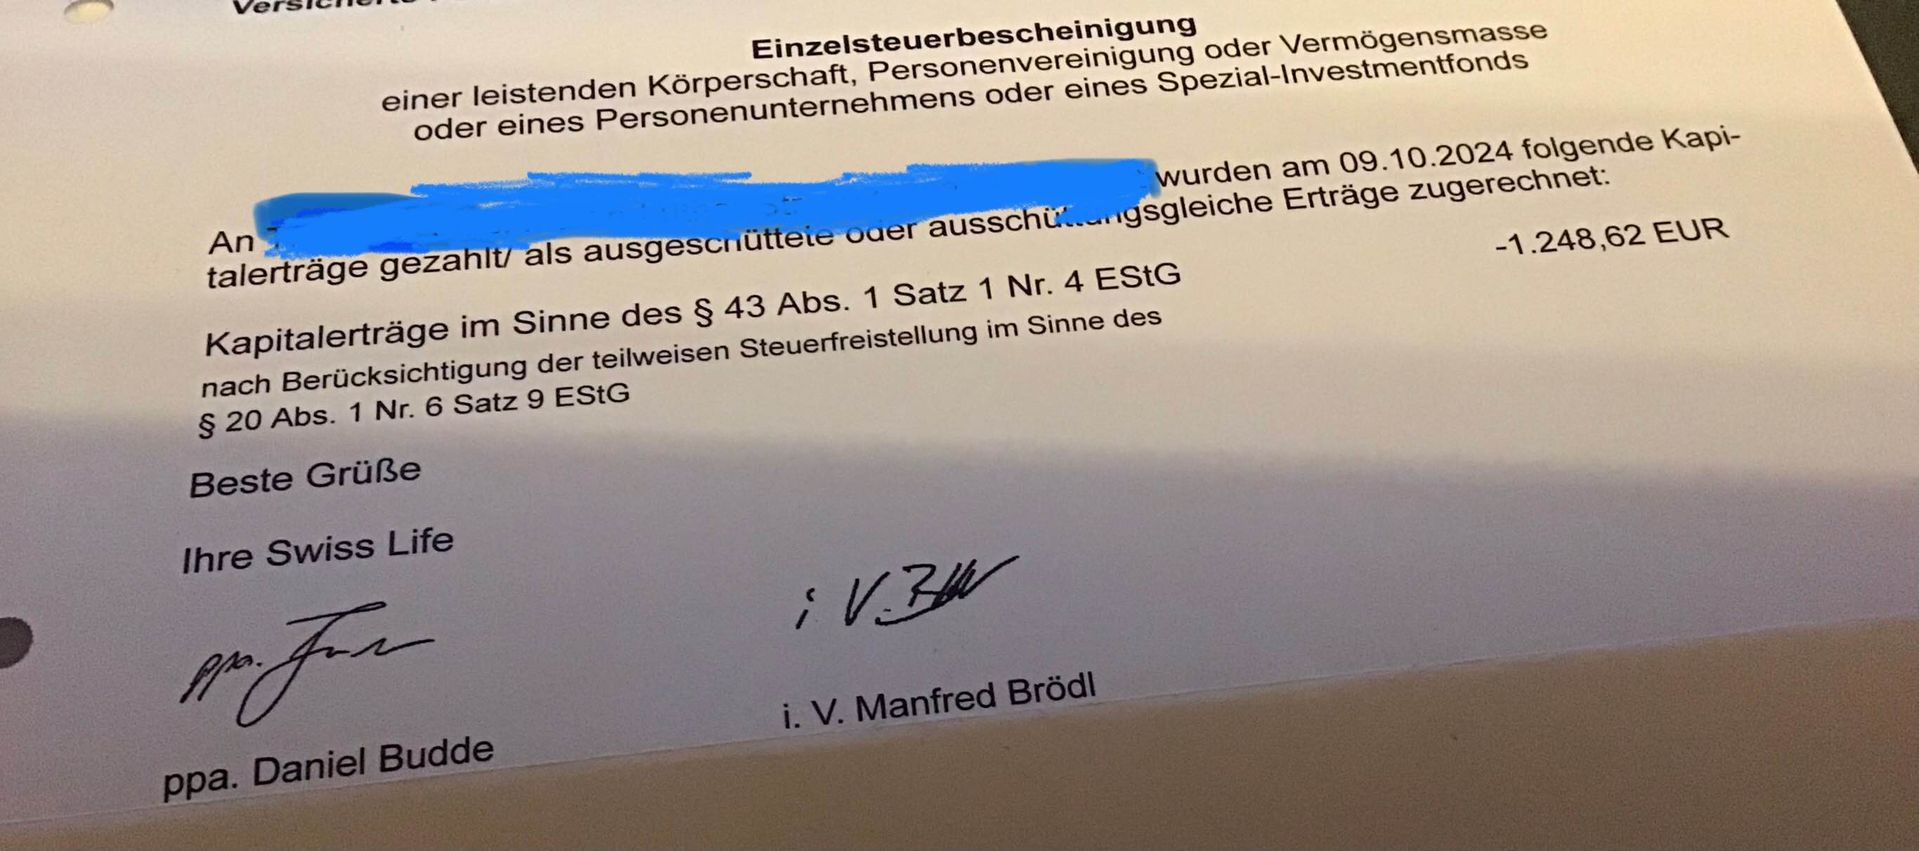 Einzelsteuerbescheinigung
einer leistenden Körperschaft, Personenvereinigung oder Vermögensmasse
oder eines Personenunternehmens oder eines Spezial-Investmentfonds
An wurden am 09.10.2024 folgende Kapi-
talerträge gezahlt/ als ausgeschüttete oder ausschüttungsgleiche Erträge zugerechnet:
-1.248,62 EUR
Kapitalerträge im Sinne des § 43 Abs. 1 Satz 1 Nr. 4 EStG
nach Berücksichtigung der teilweisen Steuerfreistellung im Sinne des
§ 20 Abs. 1 Nr. 6 Satz 9 EStG
Beste Grüße
Ihre Swiss Life
ppa.
i. V.
ppa. Daniel Budde
i. V. Manfred Brödl